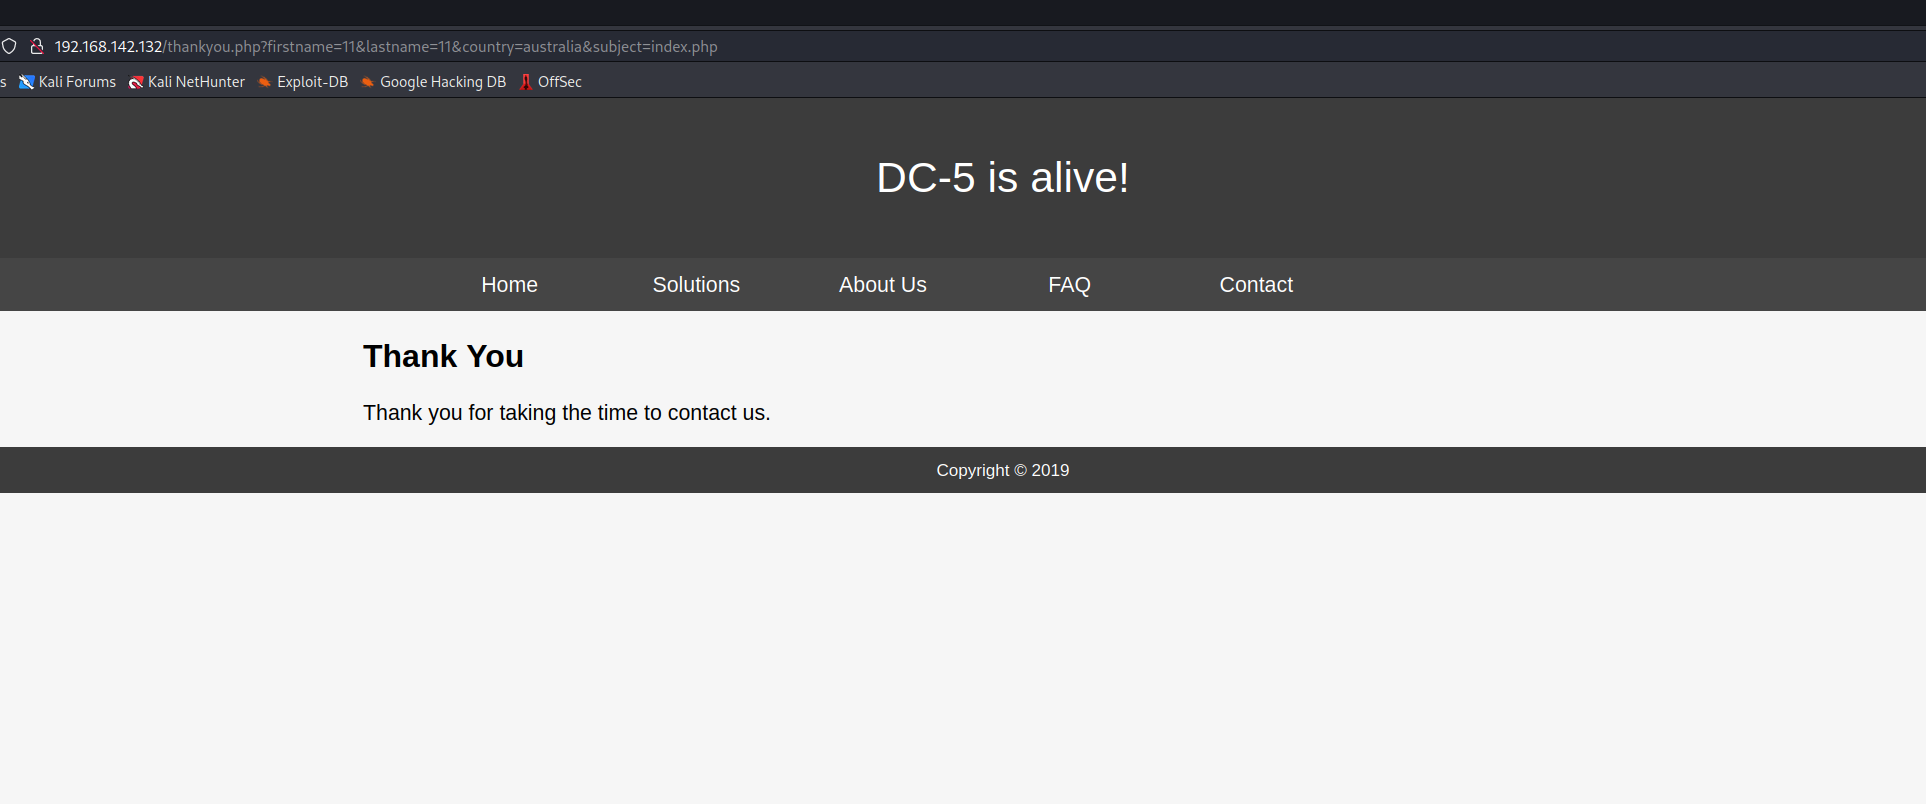 192.168.142.132/thankyou.php?firstname=11&lastname=11&country=australia&subject=index.php
s Kali Forums Kali NetHunter Exploit-DB Google Hacking DB OffSec
DC-5 is alive!
Home Solutions About Us FAQ Contact
Thank You
Thank you for taking the time to contact us.
Copyright © 2019